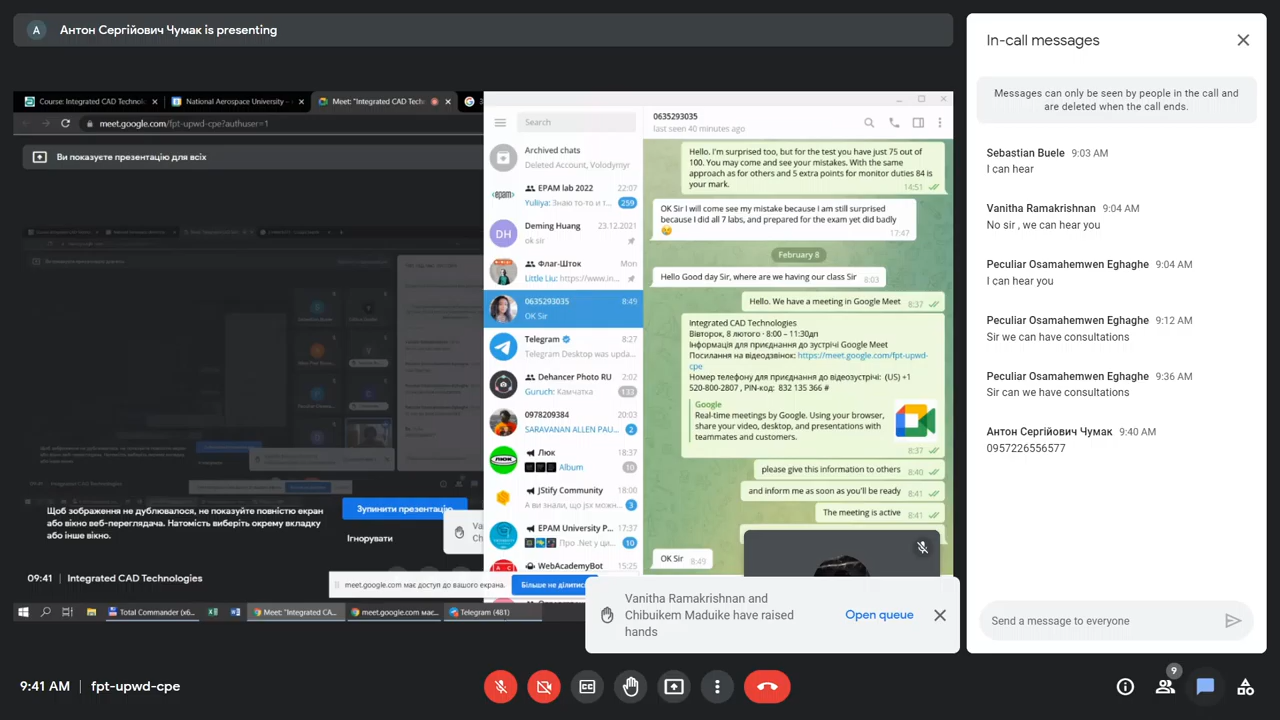 A
Антон Сергійович Чумак is presenting
Course: Integrated CAD Technolo
National Aerospace University –
Meet: "Integrated CAD Tech
meet.google.com/fpt-upwd-cpe?authuser=1
Ви показуєте презентацію для всіх
Щоб зображення не дублювалося, не показуйте повністю екран
або вікно веб-переглядача. Натомість виберіть окрему вкладку
або інше вікно.
Зупинити презентацію
Ігнорувати
09:41 | Integrated CAD Technologies
meet.google.com має доступ до вашого екрана.
Більше не ділитис
Total Commander (x6...
Meet: "Integrated CA...
meet.google.com має...
Telegram (481)
Search
Archived chats
Deleted Account, Volodymyr
EPAM lab 2022 22:07
Yuliiya: Знаю то-то и т... 259
DH
Deming Huang 23.12.2021
ok sir
Флаг-Шток Mon
Little Liu: https://www.in...
0635293035 8:49
OK Sir
Telegram 8:27
Telegram Desktop was upda...
Dehancer Photo RU 2:02
Guruch: Камчатка 132
0978209384 20:03
SARAVANAN ALLEN PAU... 2
Люк 18:37
Album 10
JStify Community 18:00
А ви знали, що jsx можн... 3
EPAM University P... 17:37
Про .Net у ци... 10
WebAcademyBot 15:25
0635293035
last seen 40 minutes ago
Hello. I'm surprised too, but for the test you have just 75 out of
100. You may come and see your mistakes. With the same
approach as for others and 5 extra points for monitor duties 84 is
your mark.
14:51
OK Sir I will come see my mistake because I am still surprised
because I did all 7 labs, and prepared for the exam yet did badly
17:47
February 8
Hello Good day Sir, where are we having our class Sir 8:03
Hello. We have a meeting in Google Meet 8:37
Integrated CAD Technologies
Вівторок, 8 лютого · 8:00 – 11:30дп
Інформація для приєднання до зустрічі Google Meet
Посилання на відеодзвінок: https://meet.google.com/fpt-upwd-
cpe
Номер телефону для приєднання до відеозустрічі: (US) +1
520-800-2807 , PIN-код: 832 135 366 #
Google
Real-time meetings by Google. Using your browser,
share your video, desktop, and presentations with
teammates and customers.
8:37
please give this information to others 8:40
and inform me as soon as you'll be ready 8:41
The meeting is active 8:41
OK Sir 8:49
Vanitha Ramakrishnan and
Chibuikem Maduike have raised
hands
Open queue
In-call messages
Messages can only be seen by people in the call and
are deleted when the call ends.
Sebastian Buele 9:03 AM
I can hear
Vanitha Ramakrishnan 9:04 AM
No sir , we can hear you
Peculiar Osamahemwen Eghaghe 9:04 AM
I can hear you
Peculiar Osamahemwen Eghaghe 9:12 AM
Sir we can have consultations
Peculiar Osamahemwen Eghaghe 9:36 AM
Sir can we have consultations
Антон Сергійович Чумак 9:40 AM
0957226556577
Send a message to everyone
9:41 AM | fpt-upwd-cpe
9